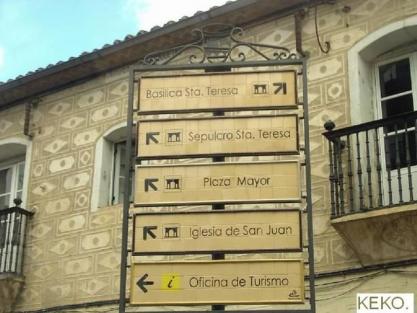 Basilica Sta. Teresa
Sepulcro Sta. Teresa
Plaza Mayor
Iglesia de San Juan
i Oficina de Turismo
KEKO.